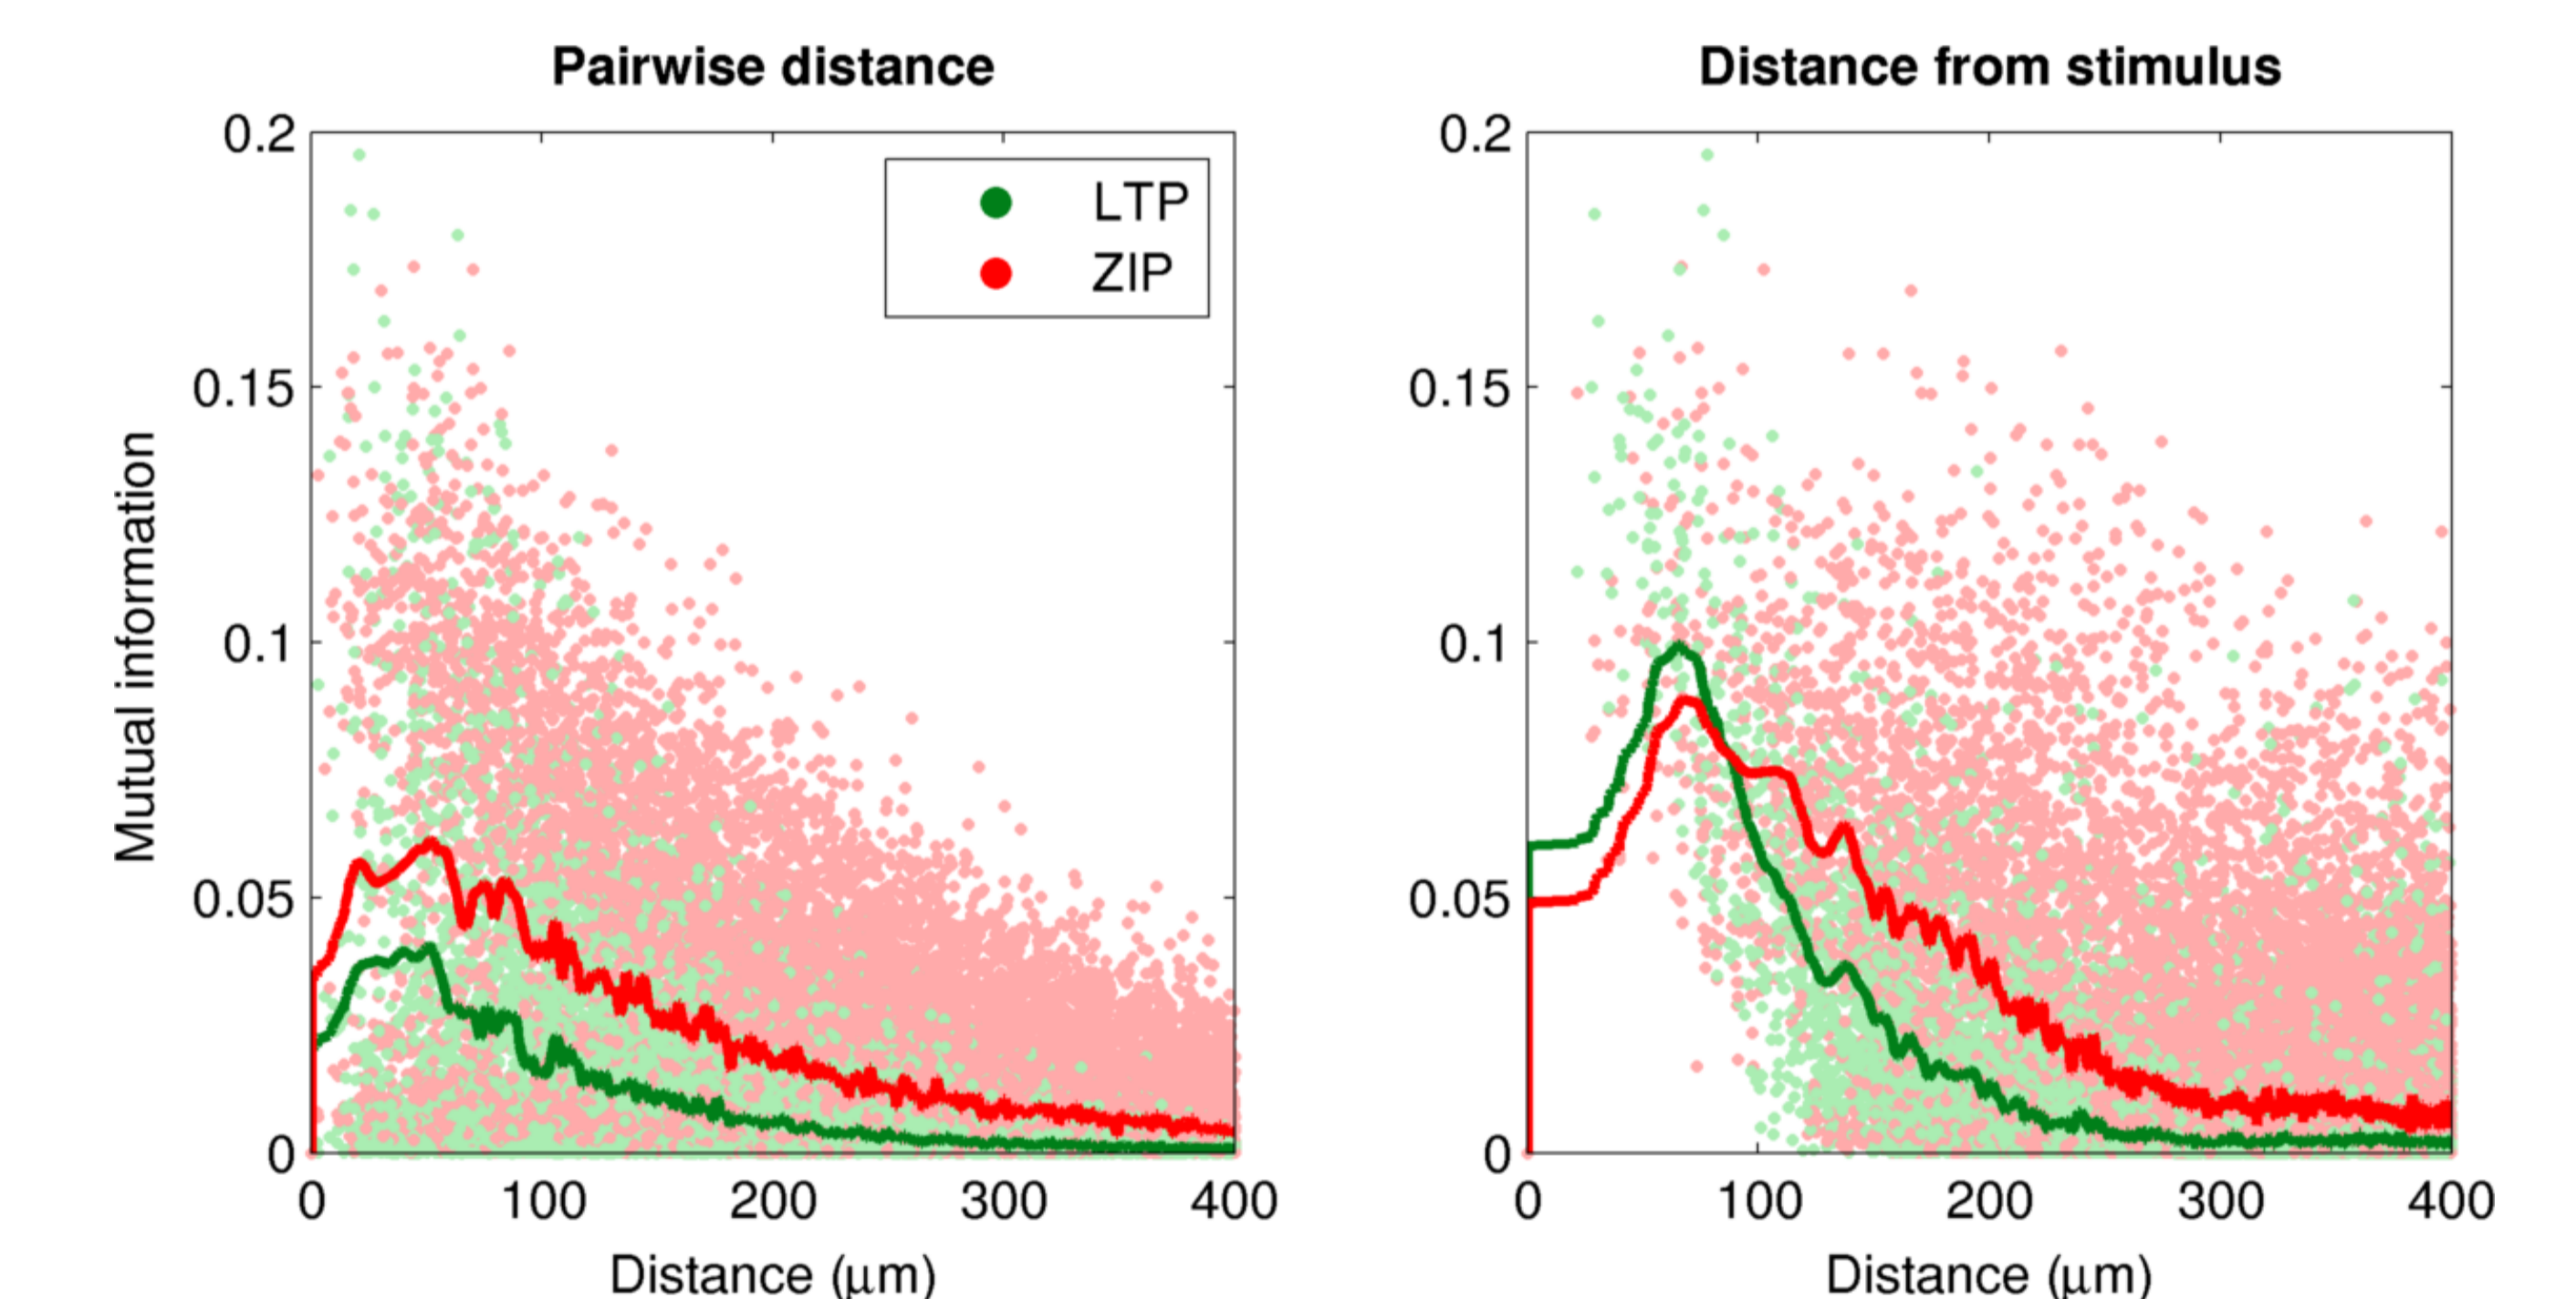 Pairwise distance
Mutual information
0.2
0.15
0.1
0.05
0
LTP
ZIP
0 100 200 300 400
Distance (μm)
Distance from stimulus
0.2
0.15
0.1
0.05
0
0 100 200 300 400
Distance (μm)